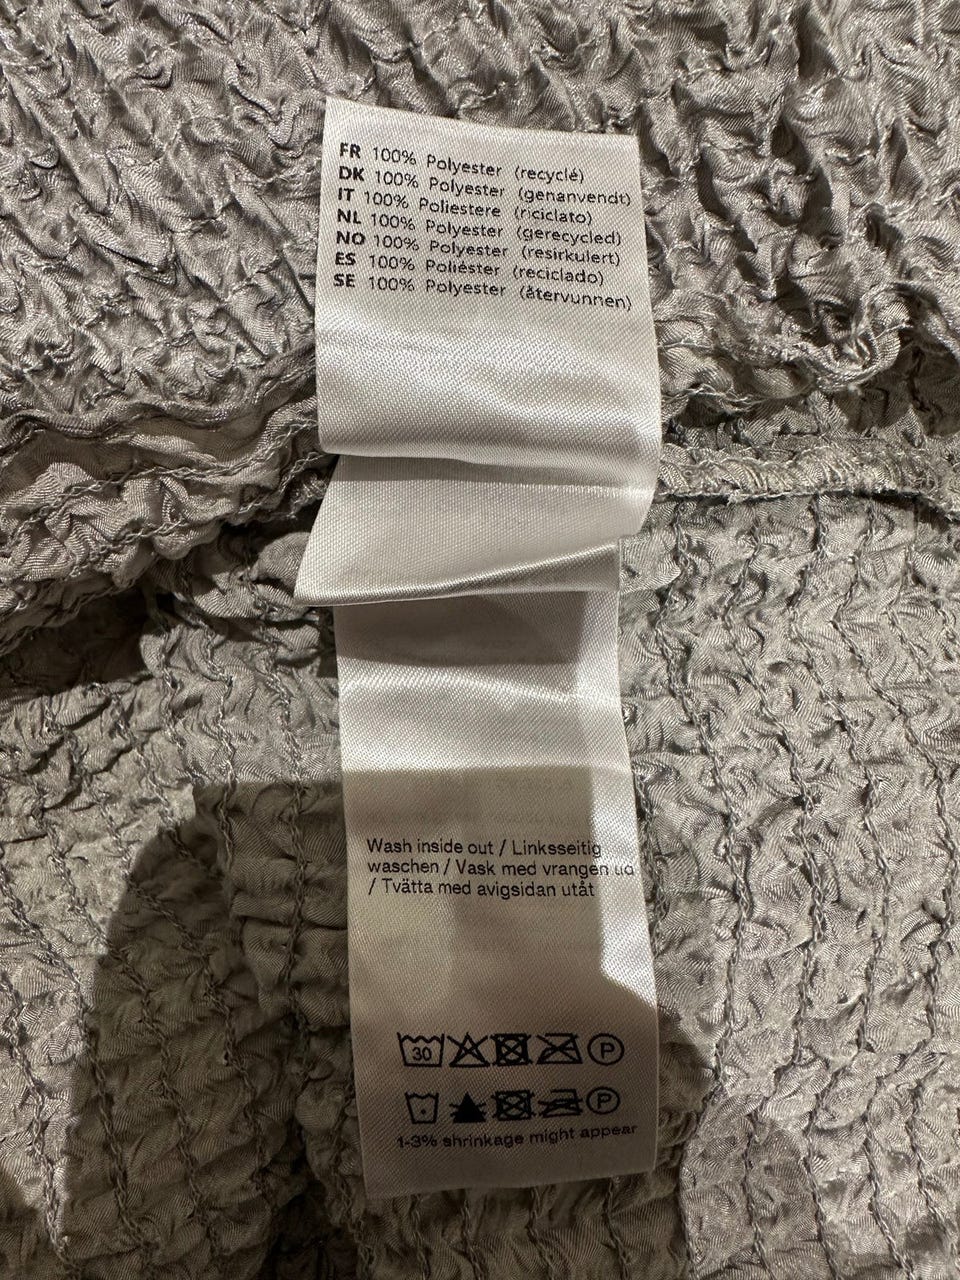 FR 100% Polyester (recyclé)
DK 100% Polyester (genanvendt)
IT 100% Poliestere (riciclato)
NL 100% Polyester (gerecycled)
NO 100% Polyester (resirkulert)
ES 100% Poliéster (reciclado)
SE 100% Polyester (återvunnen)
Wash inside out / Linksseitig
waschen / Vask med vrangen ud
/ Tvätta med avigsidan utåt
30 P
P
1-3% shrinkage might appear